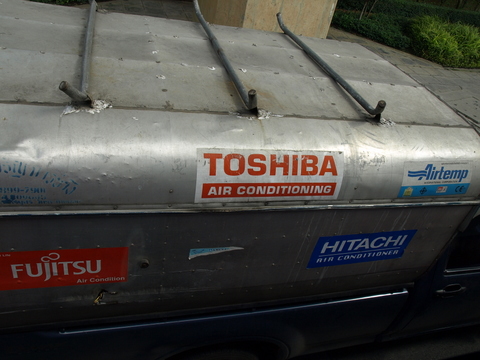 TOSHIBA
AIR CONDITIONING
Airtemp
FUJITSU
Air Condition
HITACHI
AIR CONDITIONER